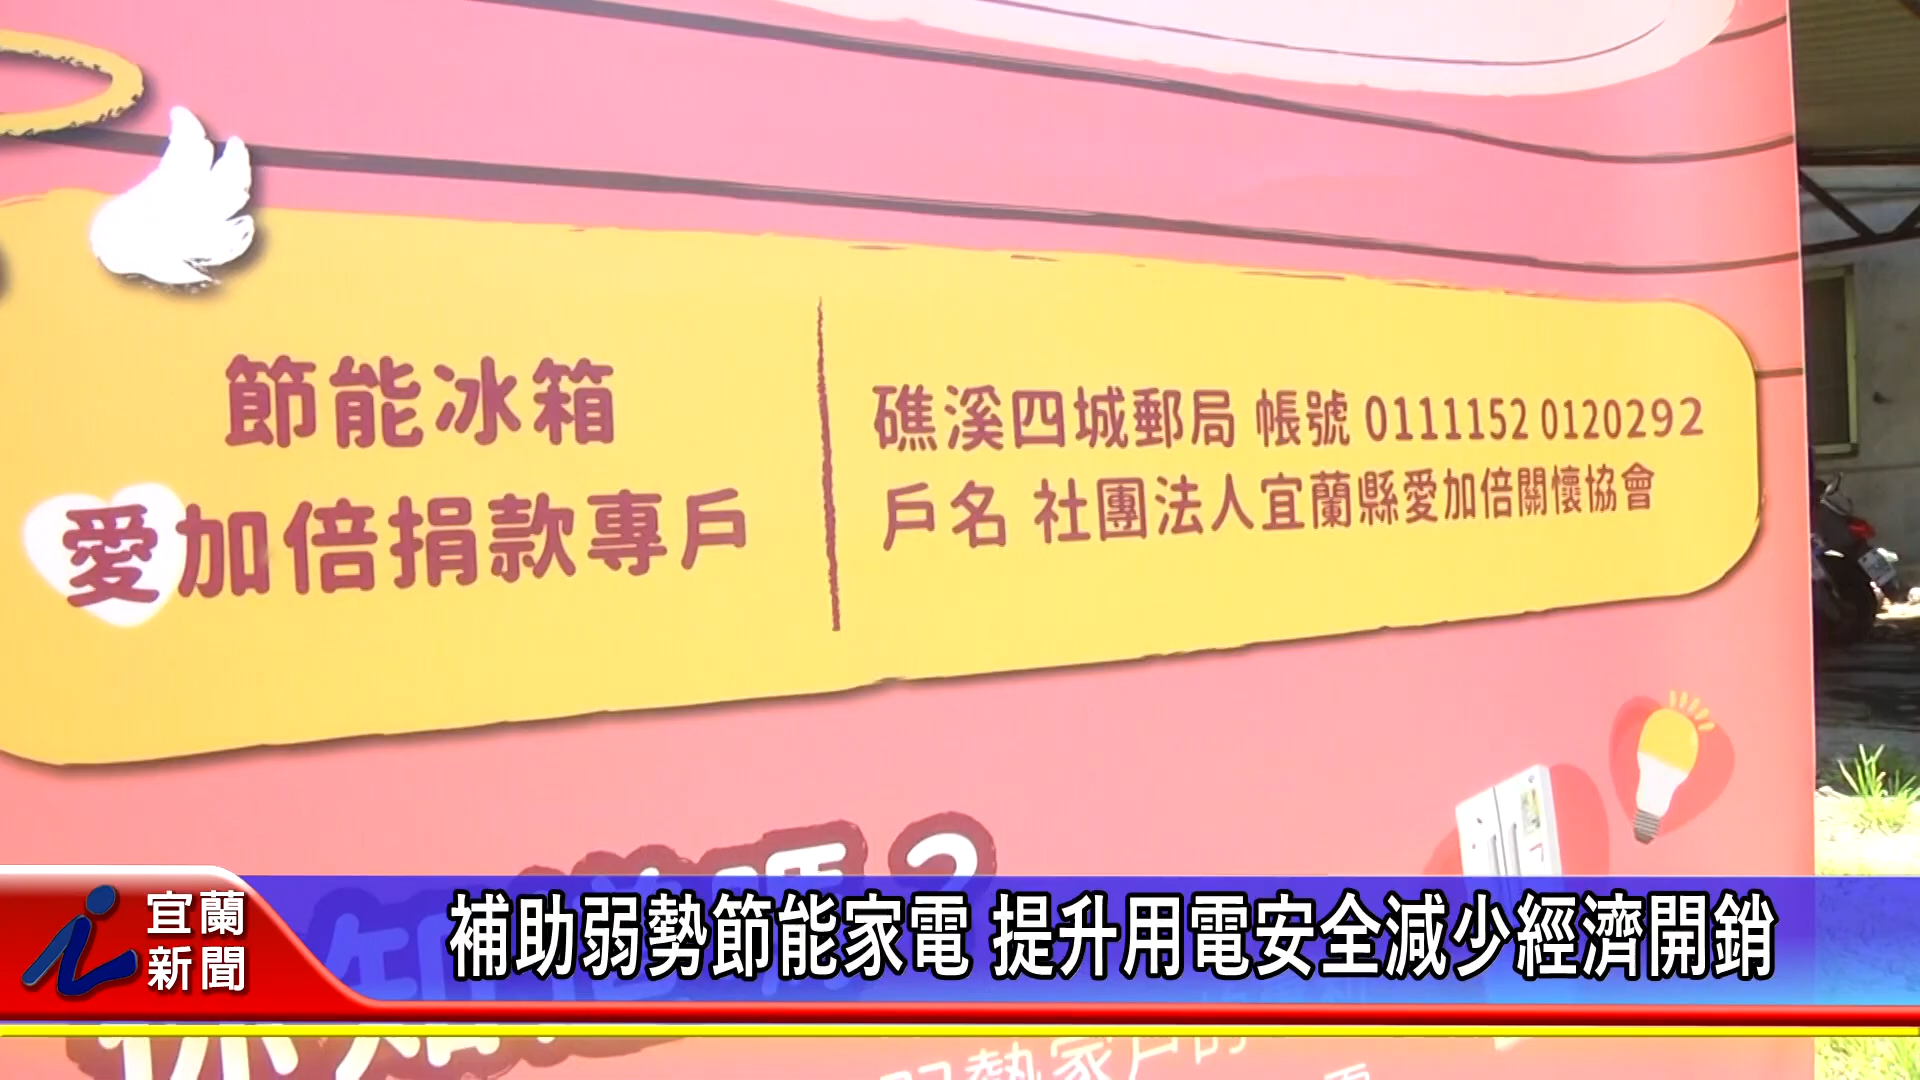 節能冰箱
愛加倍捐款專戶
礁溪四城郵局 帳號 0111152 0120292
戶名 社團法人宜蘭縣愛加倍關懷協會
宜蘭
新聞
補助弱勢節能家電 提升用電安全減少經濟開銷